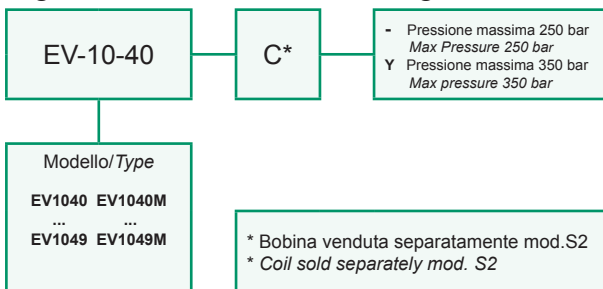 EV-10-40
C*
- Pressione massima 250 bar
Max Pressure 250 bar
Y Pressione massima 350 bar
Max pressure 350 bar
Modello/Type
EV1040 EV1040M
... ...
EV1049 EV1049M
* Bobina venduta separatamente mod.S2
* Coil sold separately mod. S2